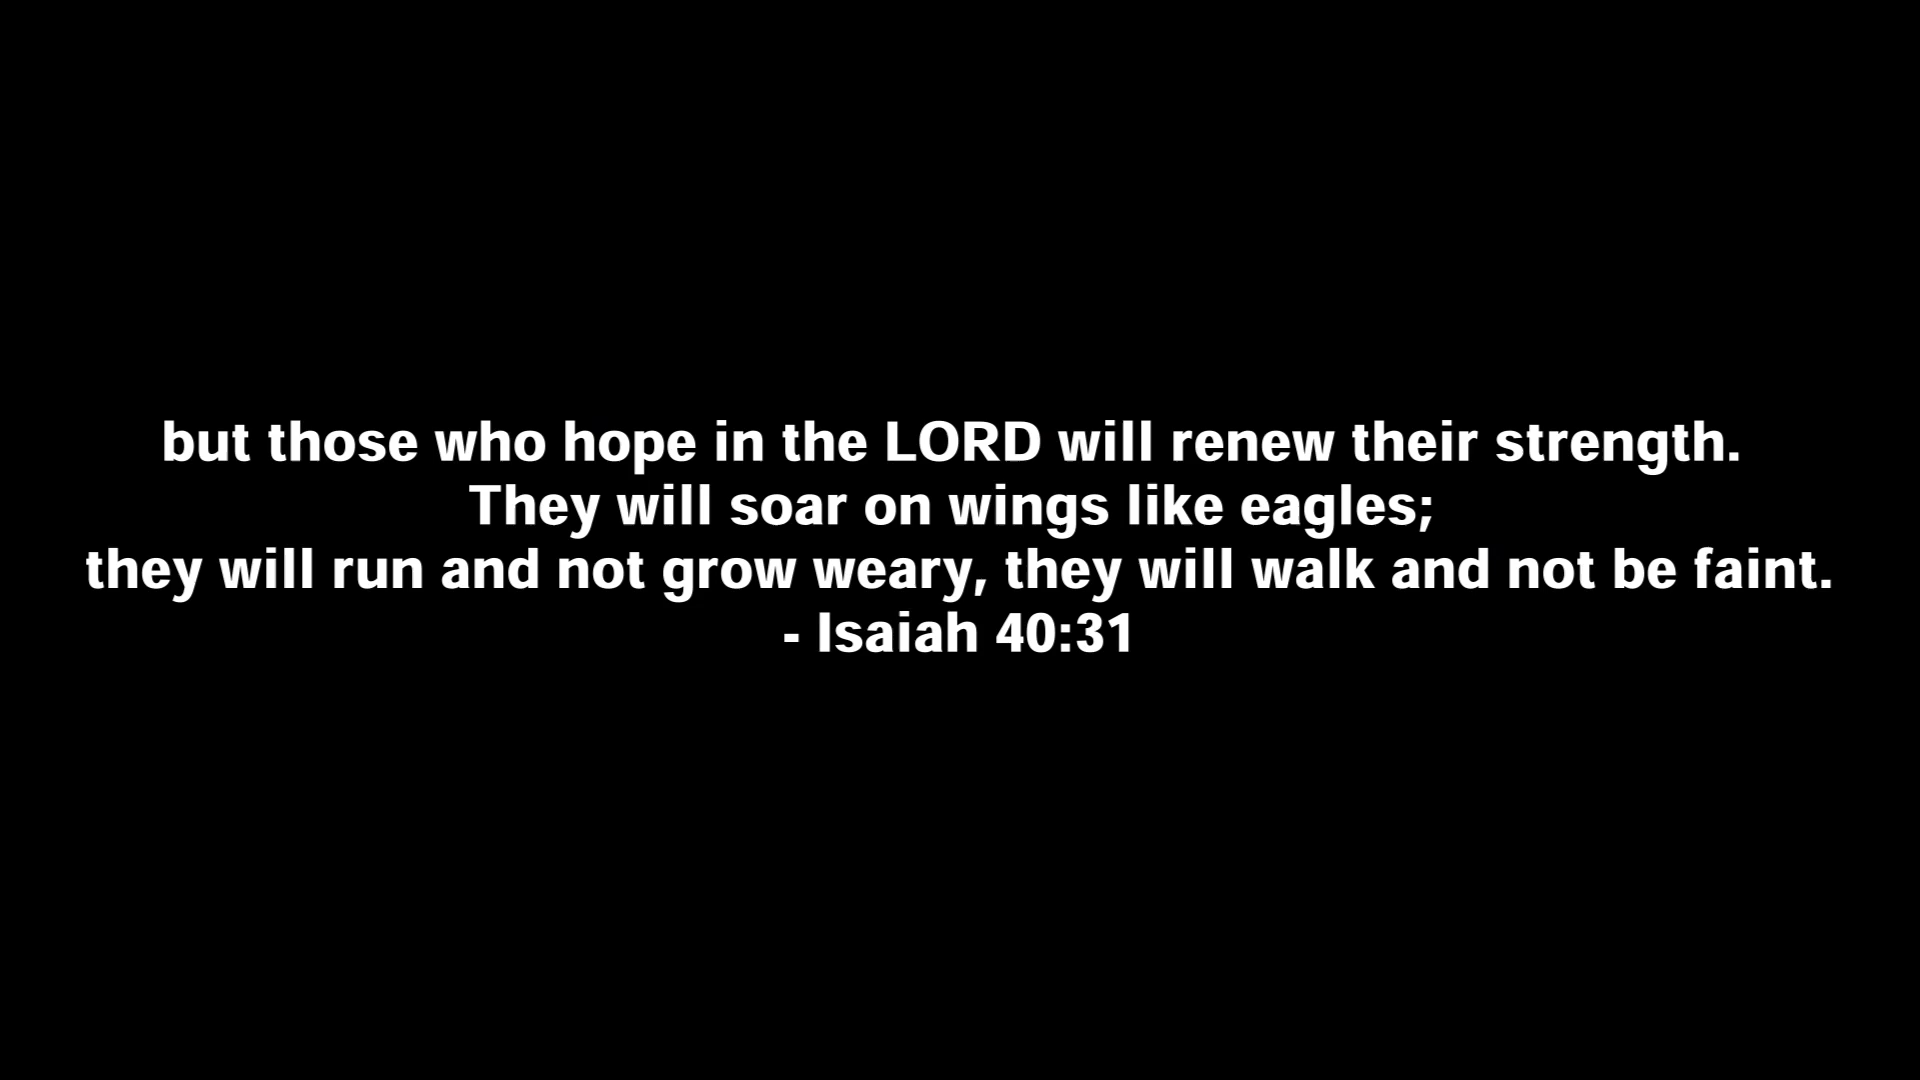 but those who hope in the LORD will renew their strength.
They will soar on wings like eagles;
they will run and not grow weary, they will walk and not be faint.
- Isaiah 40:31